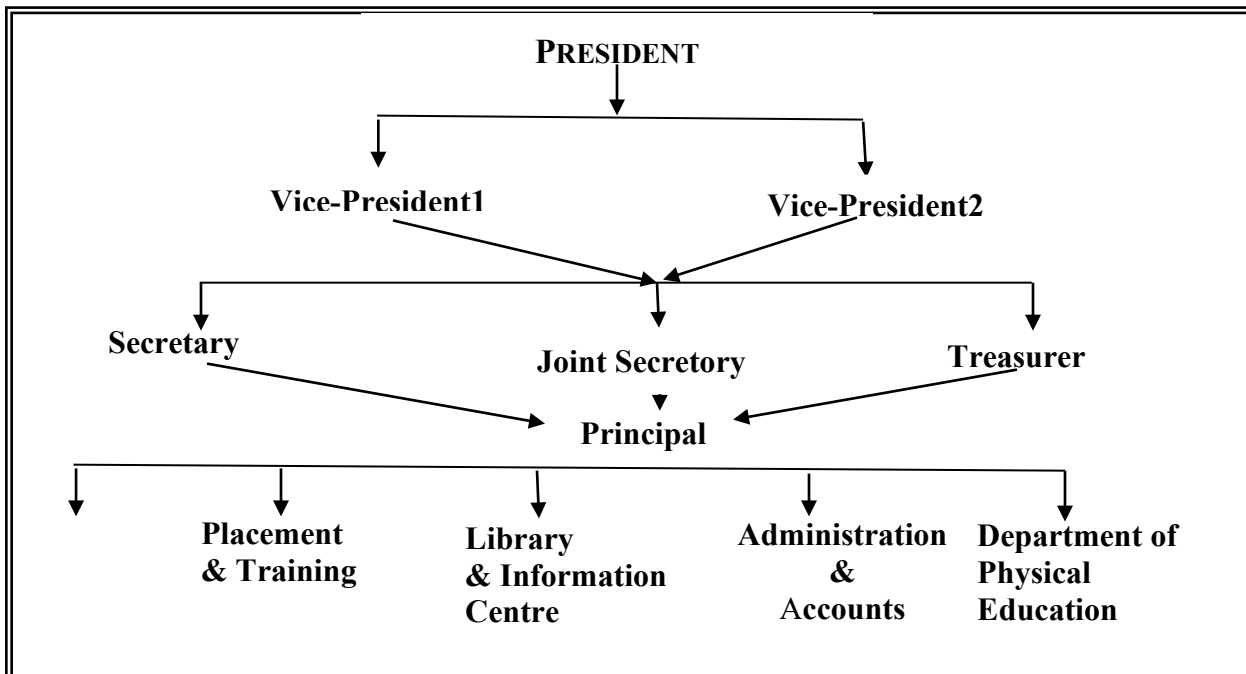 PRESIDENT
Vice-President1
Vice-President2
Secretary
Joint Secretory
Treasurer
Principal
Placement
& Training
Library
& Information
Centre
Administration
&
Accounts
Department of
Physical
Education